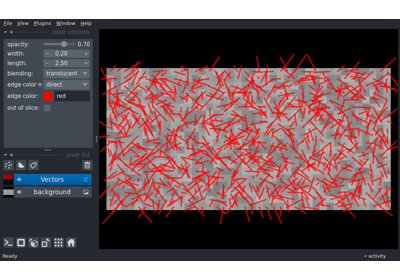 File View Plugins Window Help
layer controls
opacity: 0.70
width: 0.20
length: 2.50
blending: translucent
edge color m direct
edge color: red
out of slice:
layer list
Vectors
background
Ready
activity